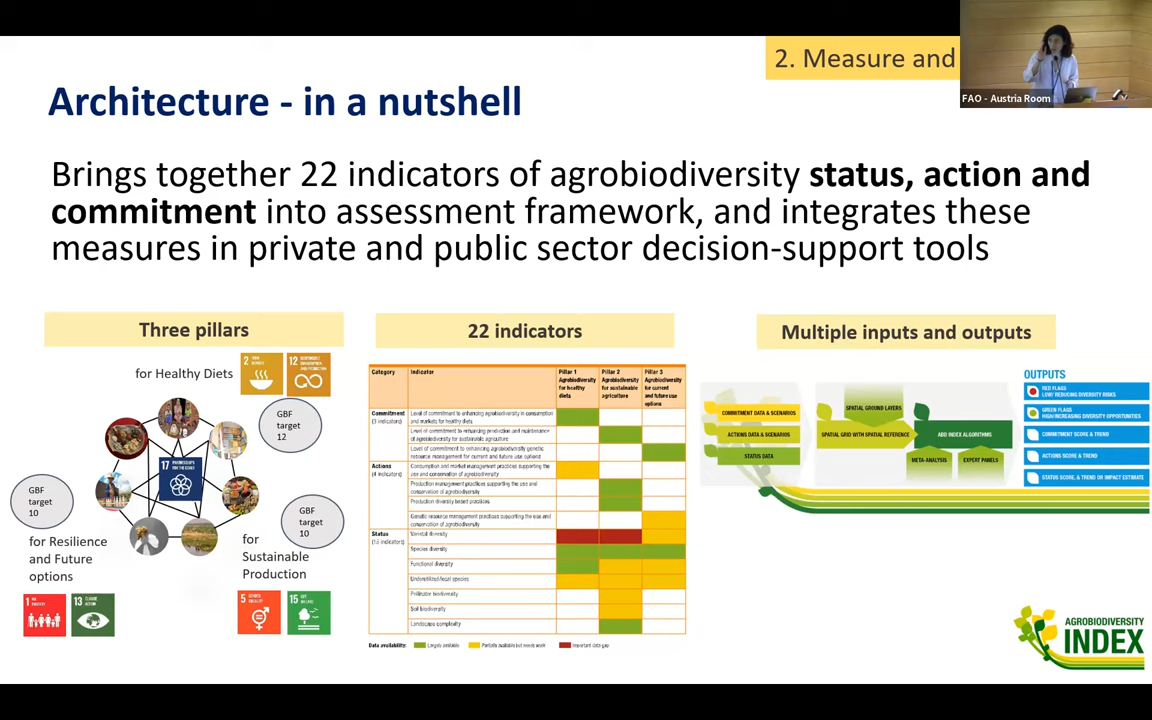 2. Measure and
FAO - Austria Room
Architecture - in a nutshell
Brings together 22 indicators of agrobiodiversity status, action and
commitment into assessment framework, and integrates these
measures in private and public sector decision-support tools
Three pillars
for Healthy Diets
2
12
GBF
target
12
17
GBF
target
10
GBF
target
10
for Resilience
and Future
options
for
Sustainable
Production
1
13
5
15
22 indicators
Category
Indicator
Pillar 1
Agrobiodiversity
for healthy
diets
Pillar 2
Agrobiodiversity
for sustainable
agriculture
Pillar 3
Agrobiodiversity
for current
and future use
options
Commitment
(3 indicators)
Level of commitment to enhancing agrobiodiversity in consumption
and markets for healthy diets
Level of commitment to enhancing production and maintenance
of agrobiodiversity for sustainable agriculture
Level of commitment to enhancing agrobiodiversity genetic
resource management for current and future use options
Actions
(4 indicators)
Consumption and market management practices supporting the
use and conservation of agrobiodiversity
Production management practices supporting the use and
conservation of agrobiodiversity
Production diversity based practices
Genetic resource management practices supporting the use and
conservation of agrobiodiversity
Status
Varietal diversity
Species diversity
Functional diversity
Underutilized/local species
Pollinator biodiversity
Soil biodiversity
Landscape complexity
Data availability:
Largely available
Partially available but needs work
Important data gap
Multiple inputs and outputs
COMMITMENT DATA & SCENARIOS
ACTIONS DATA & SCENARIOS
STATUS DATA
SPATIAL GROUND LAYERS
SPATIAL GRID WITH SPATIAL REFERENCE
META-ANALYSIS
EXPERT PANELS
ADD INDEX ALGORITHMS
OUTPUTS
RED FLAGS
LOW/ REDUCING DIVERSITY RISKS
GREEN FLAGS
HIGH/INCREASING DIVERSITY OPPORTUNITIES
COMMITMENT SCORE & TREND
ACTIONS SCORE & TREND
STATUS SCORE, & TREND OR IMPACT ESTIMATE
AGROBIODIVERSITY
INDEX